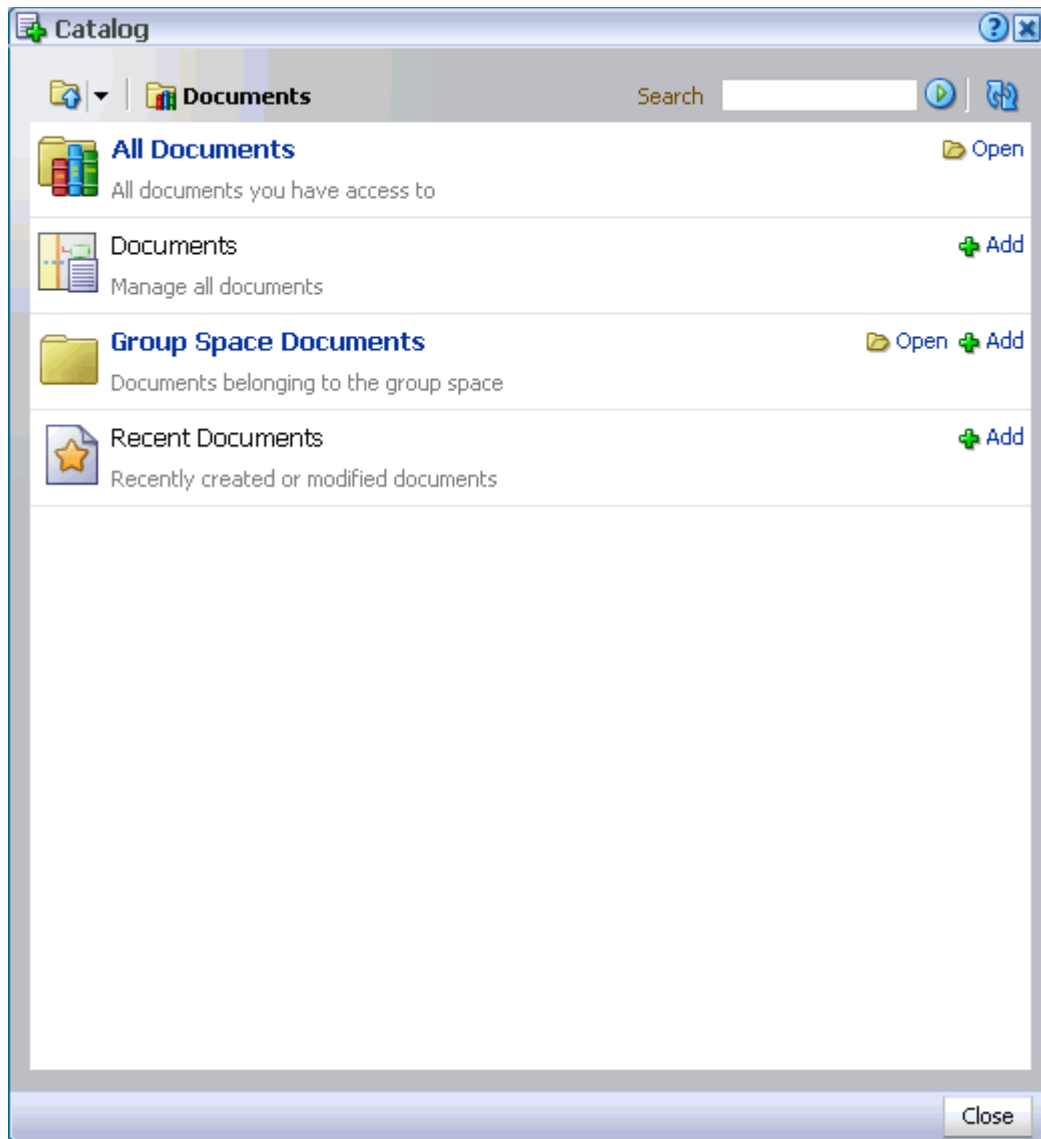 Catalog
Documents Search
All Documents Open
All documents you have access to
Documents Add
Manage all documents
Group Space Documents Open Add
Documents belonging to the group space
Recent Documents Add
Recently created or modified documents
Close